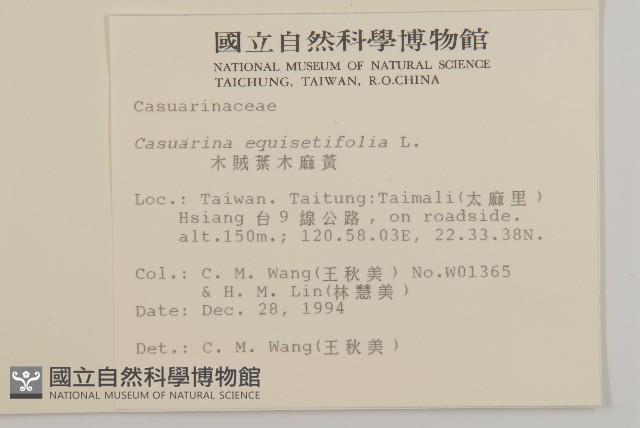 國立自然科學博物館
NATIONAL MUSEUM OF NATURAL SCIENCE
TAICHUNG, TAIWAN, R.O.CHINA
Casuarinaceae
Casuarina equisetifolia L.
木賊葉木麻黃
Loc.: Taiwan. Taitung:Taimali(太麻里)
Hsiang 台9線公路, on roadside.
alt.150m.; 120.58.03E, 22.33.38N.
Col.: C. M. Wang(王秋美) No.W01365
& H. M. Lin(林慧美)
Date: Dec. 28, 1994
Det.: C. M. Wang(王秋美)
國立自然科學博物館
NATIONAL MUSEUM OF NATURAL SCIENCE